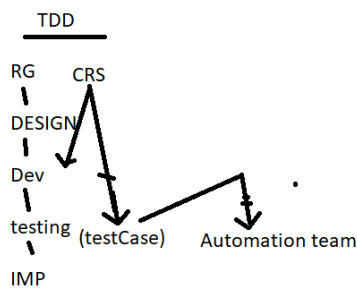 TDD
RG CRS
DESIGN
Dev
testing (testCase) Automation team
IMP